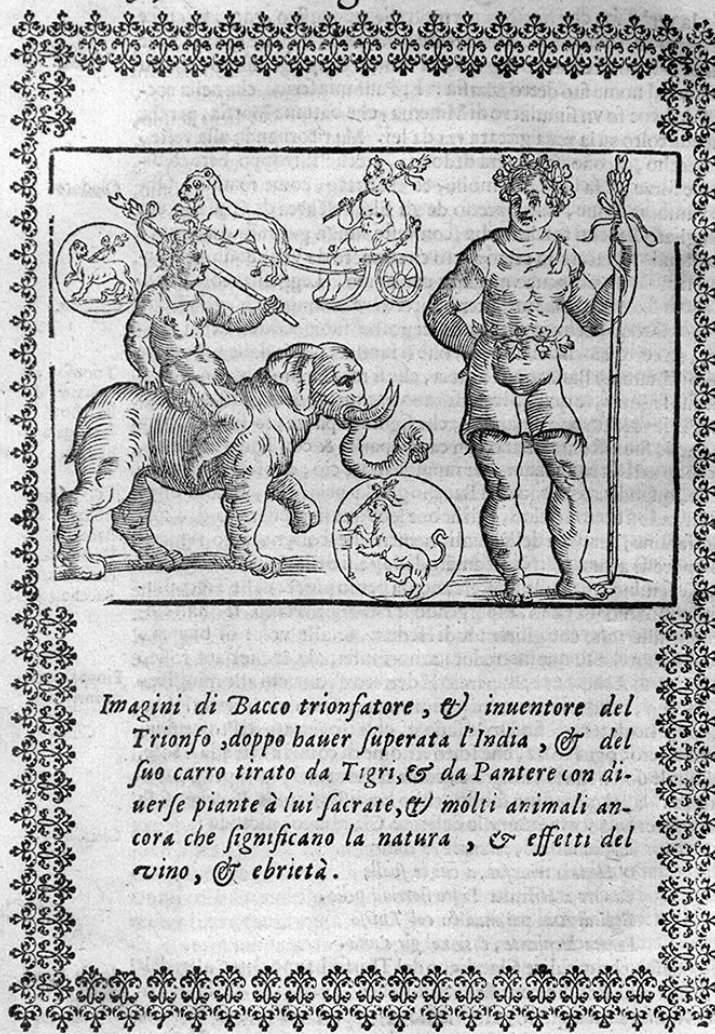 Imagini di Bacco trionfatore , & inuentore del
Trionfo ,doppo hauer ſuperata l'India , & del
ſuo carro tirato da Tigri,& da Pantere con di-
uerſe piante à lui ſacrate,& mólti animali an-
cora che ſignificano la natura , & effetti del
vino, & ebrietà.